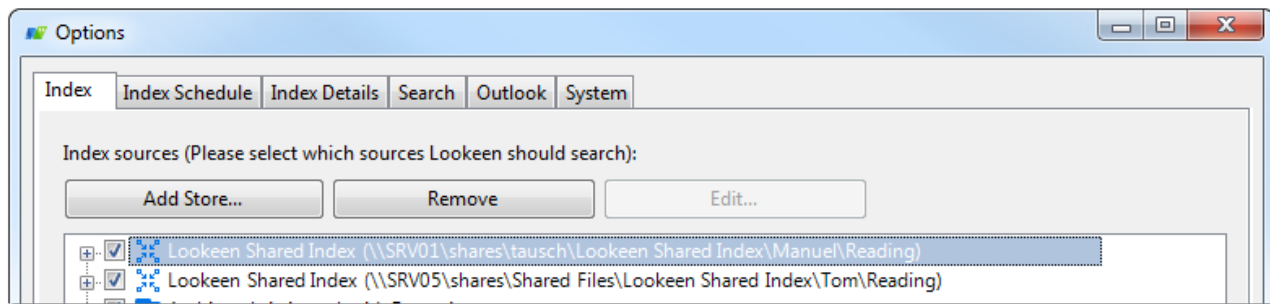 Options
Index Index Schedule Index Details Search Outlook System
Index sources (Please select which sources Lookeen should search):
Add Store... Remove Edit...
Lookeen Shared Index (\\SRV01\shares\tausch\Lookeen Shared Index\Manuel\Reading)
Lookeen Shared Index (\\SRV05\shares\Shared Files\Lookeen Shared Index\Tom\Reading)